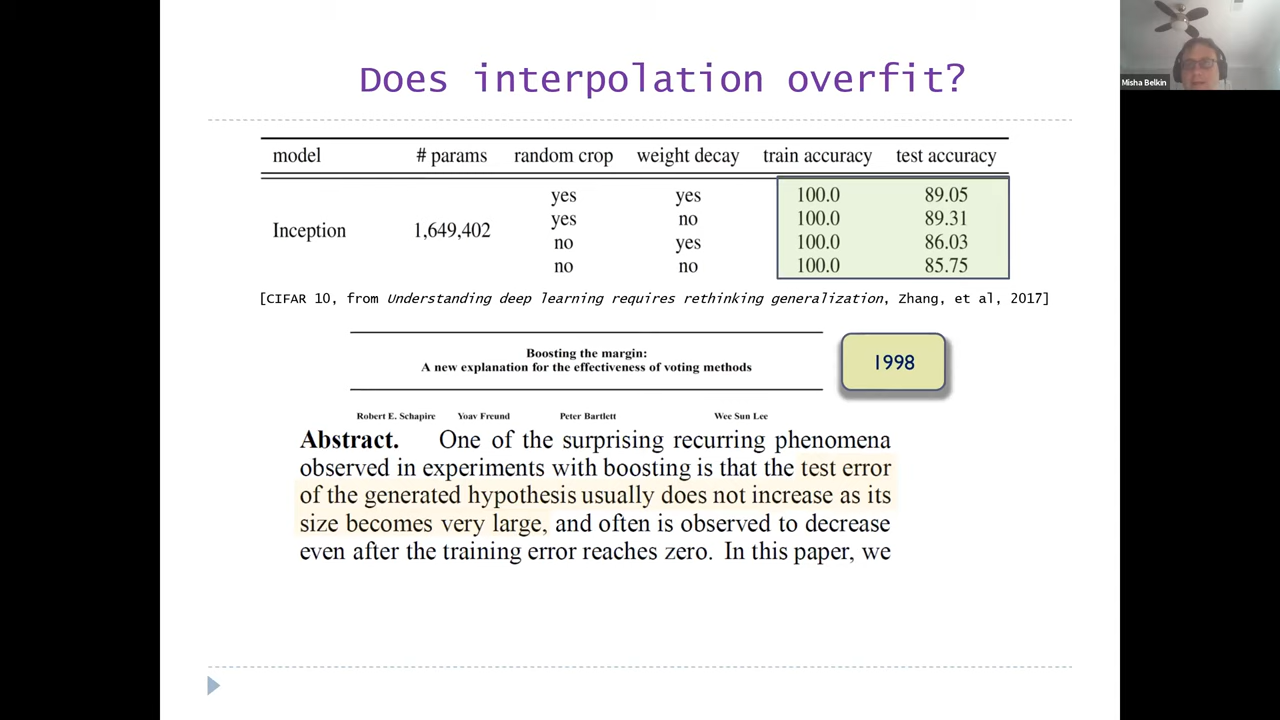 Does interpolation overfit?
Misha Belkin
model # params random crop weight decay train accuracy test accuracy
yes yes 100.0 89.05
yes no 100.0 89.31
Inception 1,649,402
no yes 100.0 86.03
no no 100.0 85.75
[CIFAR 10, from Understanding deep learning requires rethinking generalization, Zhang, et al, 2017]
Boosting the margin:
A new explanation for the effectiveness of voting methods
1998
Robert E. Schapire Yoav Freund Peter Bartlett Wee Sun Lee
Abstract. One of the surprising recurring phenomena
observed in experiments with boosting is that the test error
of the generated hypothesis usually does not increase as its
size becomes very large, and often is observed to decrease
even after the training error reaches zero. In this paper, we